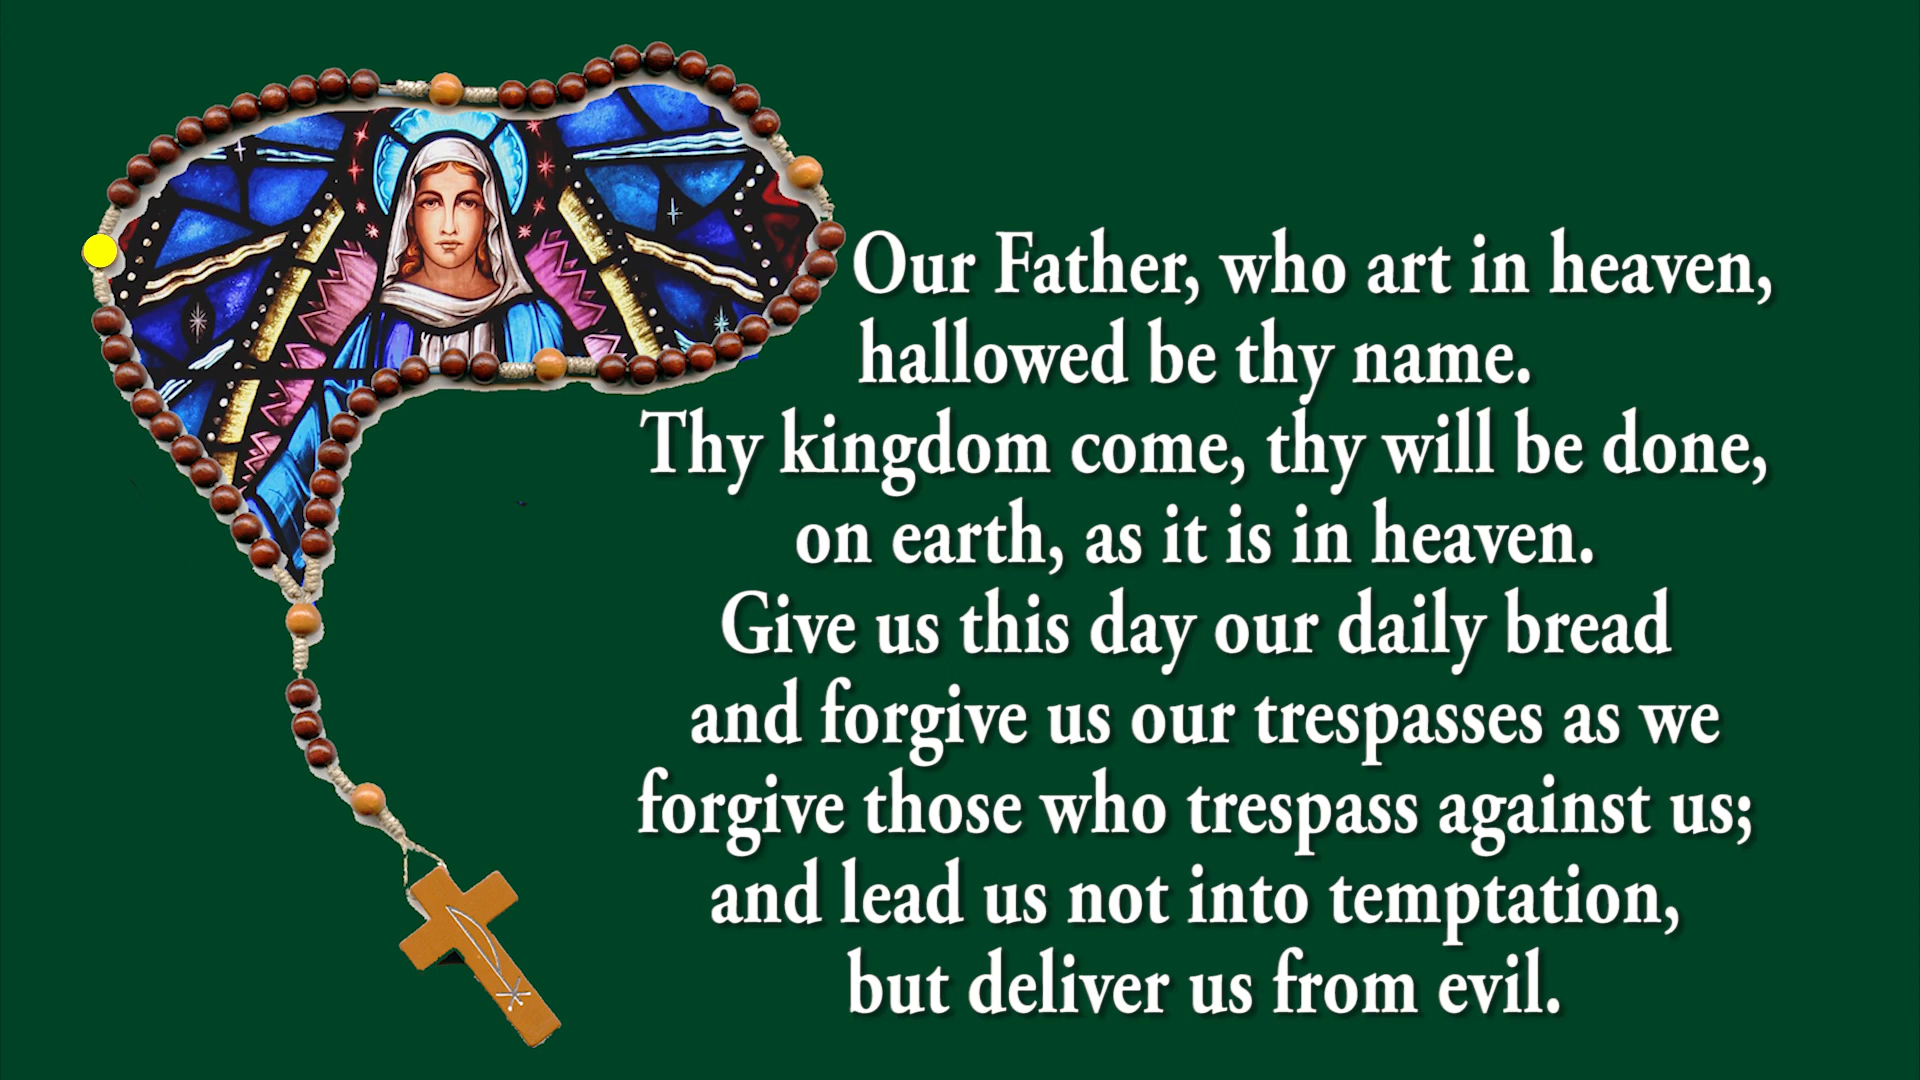 Our Father, who art in heaven,
hallowed be thy name.
Thy kingdom come, thy will be done,
on earth, as it is in heaven.
Give us this day our daily bread
and forgive us our trespasses as we
forgive those who trespass against us;
and lead us not into temptation,
but deliver us from evil.